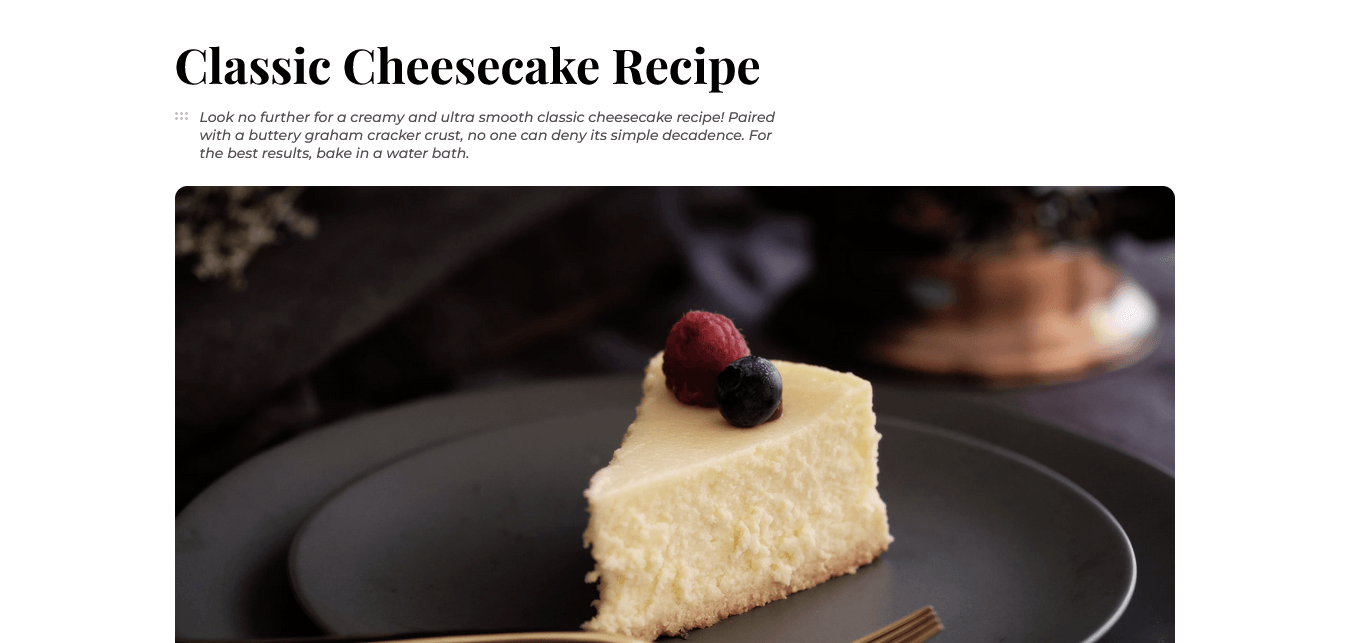 Classic Cheesecake Recipe
Look no further for a creamy and ultra smooth classic cheesecake recipe! Paired
with a buttery graham cracker crust, no one can deny its simple decadence. For
the best results, bake in a water bath.